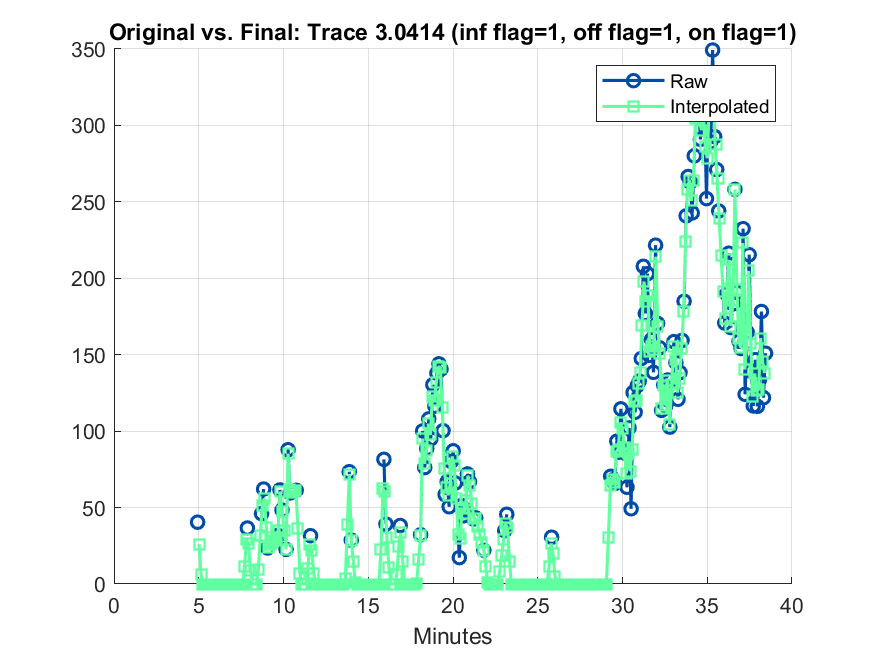 Original vs. Final: Trace 3.0414 (inf flag=1, off flag=1, on flag=1)
350
300
250
200
150
100
50
0
Raw
Interpolated
0 5 10 15 20 25 30 35 40
Minutes